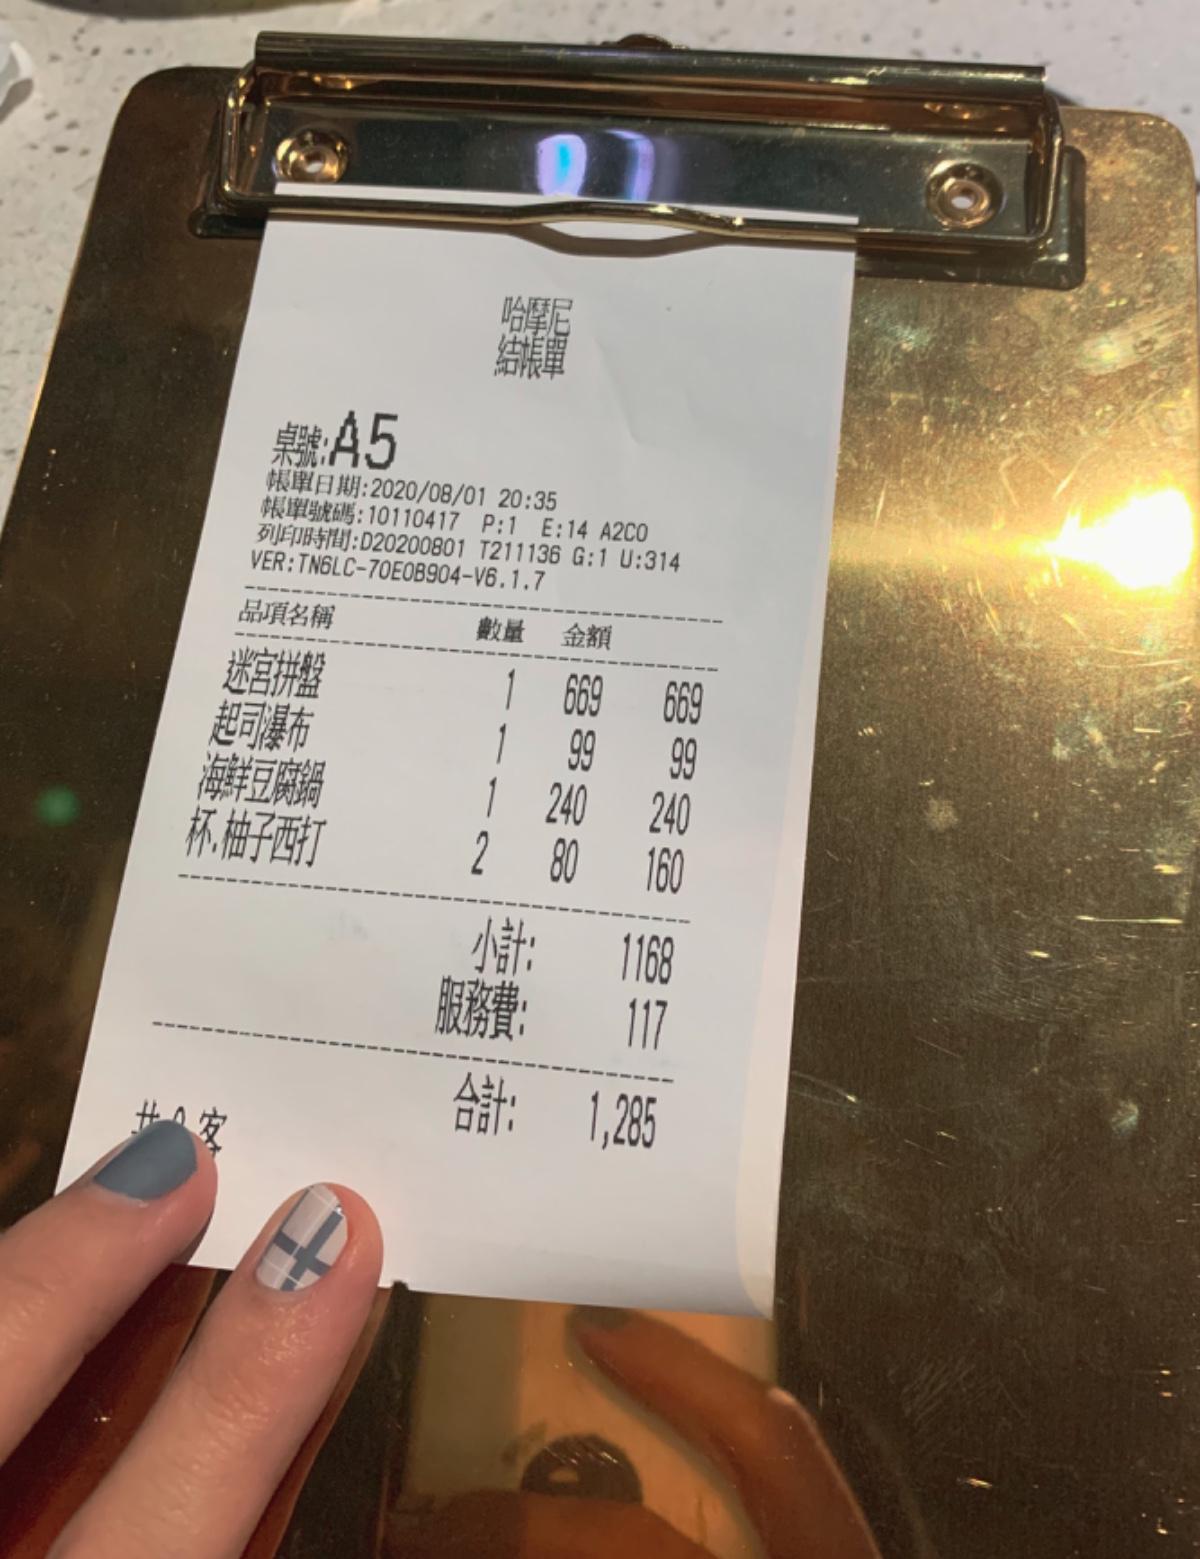 哈摩尼
結帳單
桌號:A5
帳單日期:2020/08/01 20:35
帳單號碼:10110417 P:1 E:14 A2C0
列印時間:D20200801 T211136 G:1 U:314
VER:TN6LC-70E0B904-V6.1.7
品項名稱 數量 金額
迷宮拼盤 1 669 669
起司瀑布 1 99 99
海鮮豆腐鍋 1 240 240
杯.柚子西打 2 80 160
小計: 1168
服務費: 117
合計: 1,285
共 客